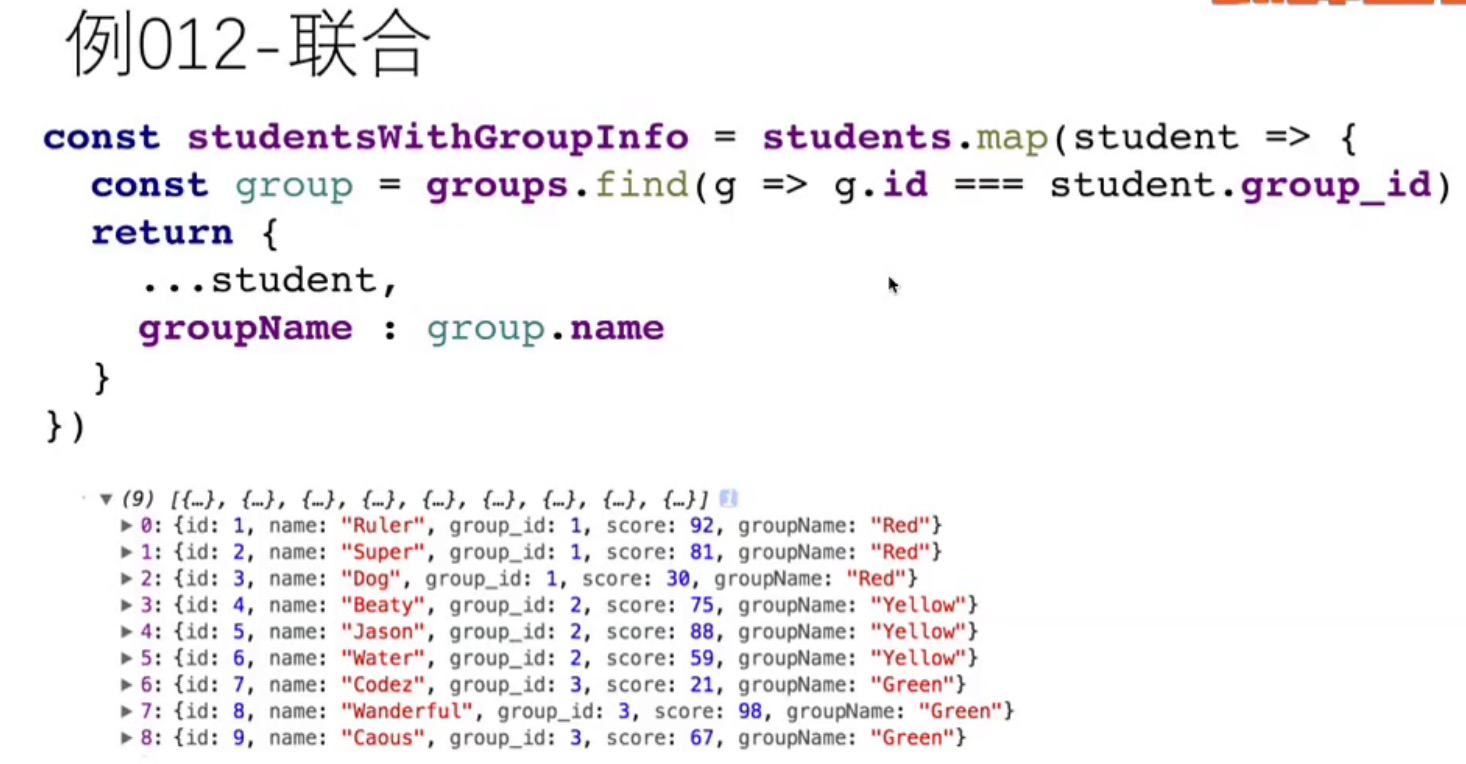 例012-联合
const studentsWithGroupInfo = students.map(student => {
  const group = groups.find(g => g.id === student.group_id)
  return {
    ...student,
    groupName : group.name
  }
})
▼ (9) [{…}, {…}, {…}, {…}, {…}, {…}, {…}, {…}, {…}] i
▶ 0: {id: 1, name: "Ruler", group_id: 1, score: 92, groupName: "Red"}
▶ 1: {id: 2, name: "Super", group_id: 1, score: 81, groupName: "Red"}
▶ 2: {id: 3, name: "Dog", group_id: 1, score: 30, groupName: "Red"}
▶ 3: {id: 4, name: "Beaty", group_id: 2, score: 75, groupName: "Yellow"}
▶ 4: {id: 5, name: "Jason", group_id: 2, score: 88, groupName: "Yellow"}
▶ 5: {id: 6, name: "Water", group_id: 2, score: 59, groupName: "Yellow"}
▶ 6: {id: 7, name: "Codez", group_id: 3, score: 21, groupName: "Green"}
▶ 7: {id: 8, name: "Wanderful", group_id: 3, score: 98, groupName: "Green"}
▶ 8: {id: 9, name: "Caous", group_id: 3, score: 67, groupName: "Green"}